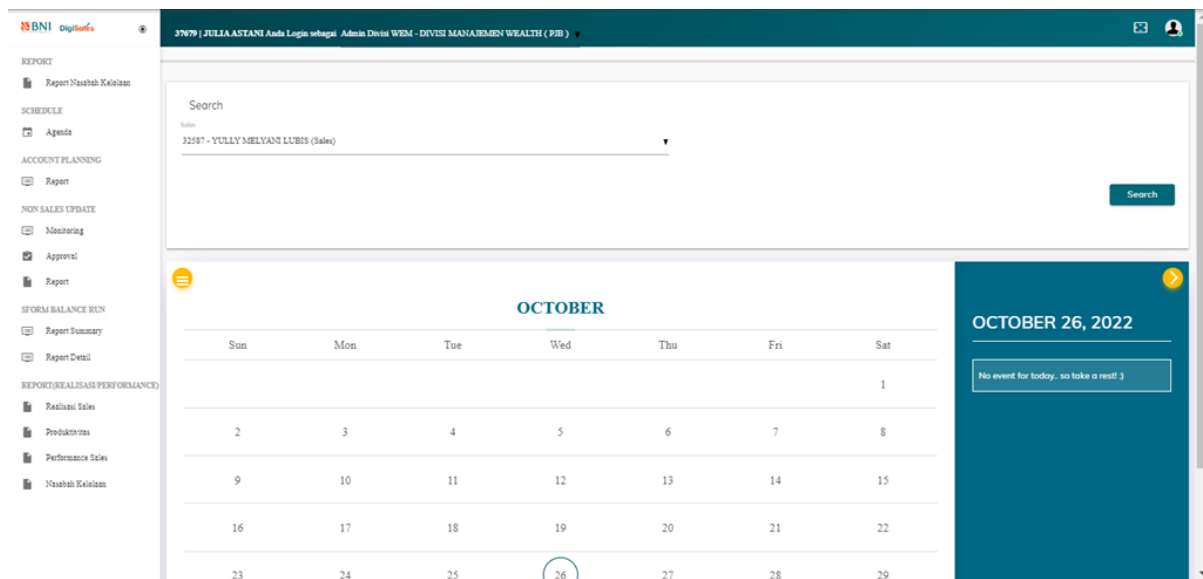 BNI DigiSales
37679 | JULIA ASTANI Anda Login sebagai Admin Divisi WEM - DIVISI MANAJEMEN WEALTH ( PJB )
REPORT
Report Nasabah Kelolaan
SCHEDULE
Agenda
ACCOUNT PLANNING
Report
NON SALES UPDATE
Monitoring
Approval
Report
SFORM BALANCE RUN
Report Summary
Report Detail
REPORT(REALISASI/PERFORMANCE)
Realisasi Sales
Produktivitas
Performance Sales
Nasabah Kelolaan
Search
Sales
32587 - YULLY MELYANI LUBIS (Sales)
Search
OCTOBER
Sun Mon Tue Wed Thu Fri Sat
1
2 3 4 5 6 7 8
9 10 11 12 13 14 15
16 17 18 19 20 21 22
23 24 25 26 27 28 29
OCTOBER 26, 2022
No event for today.. so take a rest! :)